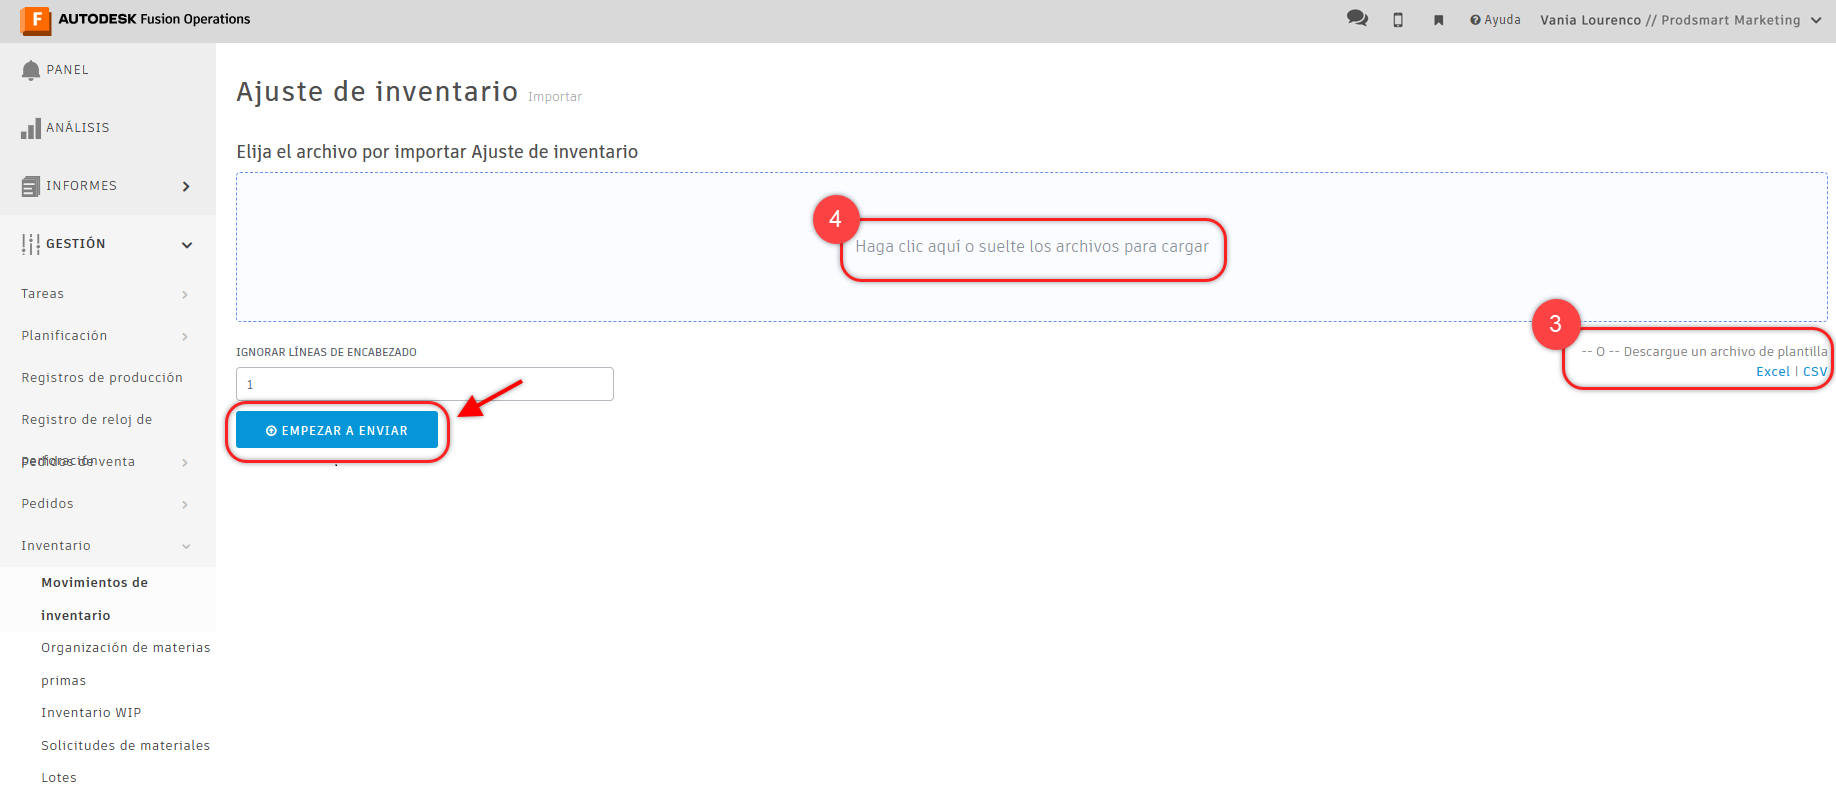 F AUTODESK Fusion Operations
Ayuda
Vania Lourenco // Prodsmart Marketing
PANEL
ANÁLISIS
INFORMES
GESTIÓN
Tareas
Planificación
Registros de producción
Registro de reloj de
perforación
Pedidos de venta
Pedidos
Inventario
Movimientos de
inventario
Organización de materias
primas
Inventario WIP
Solicitudes de materiales
Lotes
Ajuste de inventario Importar
Elija el archivo por importar Ajuste de inventario
4
Haga clic aquí o suelte los archivos para cargar
3
-- O -- Descargue un archivo de plantilla
Excel | CSV
IGNORAR LÍNEAS DE ENCABEZADO
1
EMPEZAR A ENVIAR